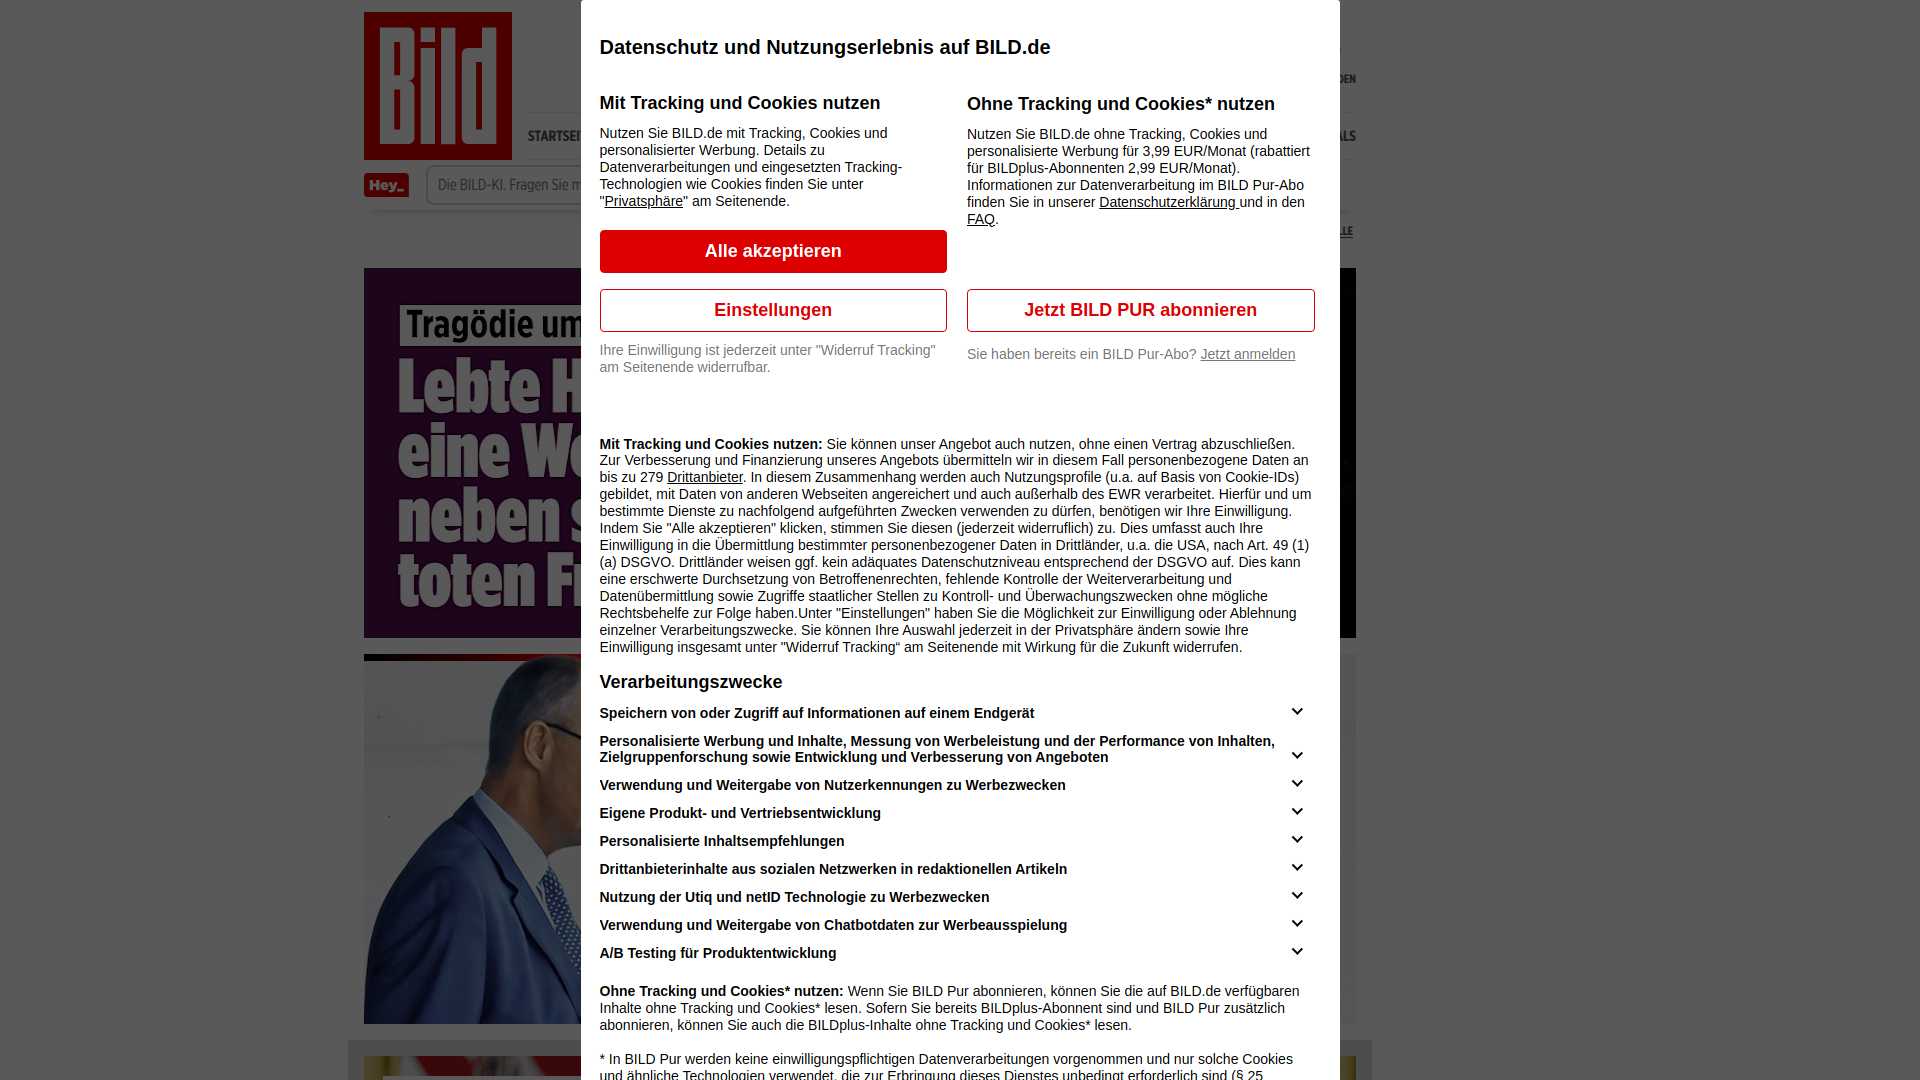 Bild
DEN
STARTSEI
ALS
Hey_
Die BILD-KI. Fragen Sie m
LLE
Tragödie um
Lebte H
eine We
neben s
toten Fr
Datenschutz und Nutzungserlebnis auf BILD.de
Mit Tracking und Cookies nutzen
Nutzen Sie BILD.de mit Tracking, Cookies und
personalisierter Werbung. Details zu
Datenverarbeitungen und eingesetzten Tracking-
Technologien wie Cookies finden Sie unter
"Privatsphäre" am Seitenende.
Alle akzeptieren
Einstellungen
Ihre Einwilligung ist jederzeit unter "Widerruf Tracking"
am Seitenende widerrufbar.
Ohne Tracking und Cookies* nutzen
Nutzen Sie BILD.de ohne Tracking, Cookies und
personalisierte Werbung für 3,99 EUR/Monat (rabattiert
für BILDplus-Abonnenten 2,99 EUR/Monat).
Informationen zur Datenverarbeitung im BILD Pur-Abo
finden Sie in unserer Datenschutzerklärung und in den
FAQ.
Jetzt BILD PUR abonnieren
Sie haben bereits ein BILD Pur-Abo? Jetzt anmelden
Mit Tracking und Cookies nutzen: Sie können unser Angebot auch nutzen, ohne einen Vertrag abzuschließen.
Zur Verbesserung und Finanzierung unseres Angebots übermitteln wir in diesem Fall personenbezogene Daten an
bis zu 279 Drittanbieter. In diesem Zusammenhang werden auch Nutzungsprofile (u.a. auf Basis von Cookie-IDs)
gebildet, mit Daten von anderen Webseiten angereichert und auch außerhalb des EWR verarbeitet. Hierfür und um
bestimmte Dienste zu nachfolgend aufgeführten Zwecken verwenden zu dürfen, benötigen wir Ihre Einwilligung.
Indem Sie "Alle akzeptieren" klicken, stimmen Sie diesen (jederzeit widerruflich) zu. Dies umfasst auch Ihre
Einwilligung in die Übermittlung bestimmter personenbezogener Daten in Drittländer, u.a. die USA, nach Art. 49 (1)
(a) DSGVO. Drittländer weisen ggf. kein adäquates Datenschutzniveau entsprechend der DSGVO auf. Dies kann
eine erschwerte Durchsetzung von Betroffenenrechten, fehlende Kontrolle der Weiterverarbeitung und
Datenübermittlung sowie Zugriffe staatlicher Stellen zu Kontroll- und Überwachungszwecken ohne mögliche
Rechtsbehelfe zur Folge haben.Unter "Einstellungen" haben Sie die Möglichkeit zur Einwilligung oder Ablehnung
einzelner Verarbeitungszwecke. Sie können Ihre Auswahl jederzeit in der Privatsphäre ändern sowie Ihre
Einwilligung insgesamt unter "Widerruf Tracking“ am Seitenende mit Wirkung für die Zukunft widerrufen.
Verarbeitungszwecke
Speichern von oder Zugriff auf Informationen auf einem Endgerät
Personalisierte Werbung und Inhalte, Messung von Werbeleistung und der Performance von Inhalten,
Zielgruppenforschung sowie Entwicklung und Verbesserung von Angeboten
Verwendung und Weitergabe von Nutzerkennungen zu Werbezwecken
Eigene Produkt- und Vertriebsentwicklung
Personalisierte Inhaltsempfehlungen
Drittanbieterinhalte aus sozialen Netzwerken in redaktionellen Artikeln
Nutzung der Utiq und netID Technologie zu Werbezwecken
Verwendung und Weitergabe von Chatbotdaten zur Werbeausspielung
A/B Testing für Produktentwicklung
Ohne Tracking und Cookies* nutzen: Wenn Sie BILD Pur abonnieren, können Sie die auf BILD.de verfügbaren
Inhalte ohne Tracking und Cookies* lesen. Sofern Sie bereits BILDplus-Abonnent sind und BILD Pur zusätzlich
abonnieren, können Sie auch die BILDplus-Inhalte ohne Tracking und Cookies* lesen.
* In BILD Pur werden keine einwilligungspflichtigen Datenverarbeitungen vorgenommen und nur solche Cookies
und ähnliche Technologien verwendet, die zur Erbringung dieses Dienstes unbedingt erforderlich sind (§ 25